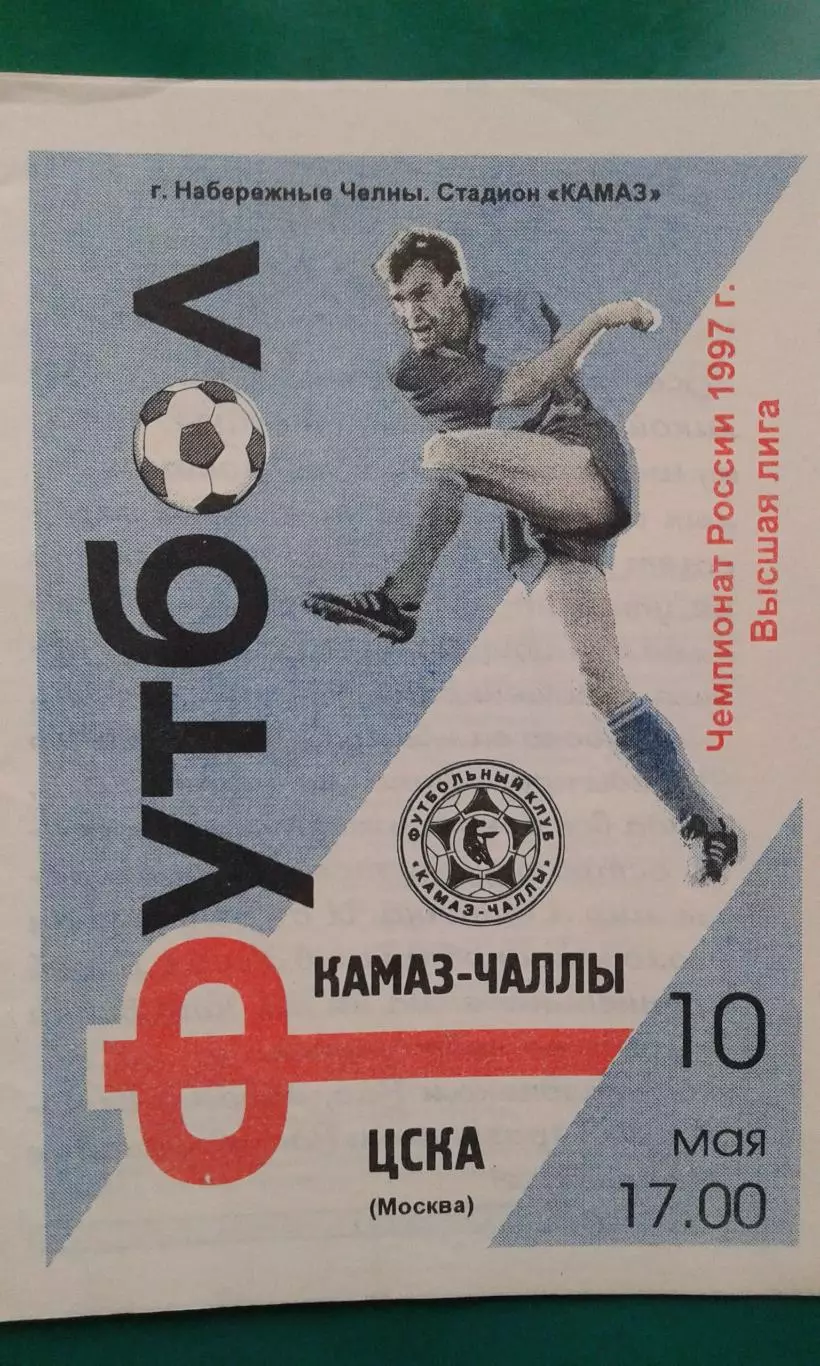 г. Набережные Челны. Стадион «КАМАЗ»
ФУТБОЛ
Чемпионат России 1997 г.
Высшая лига
ФУТБОЛЬНЫЙ КЛУБ
«КАМАЗ-ЧАЛЛЫ»
КАМАЗ-ЧАЛЛЫ
ЦСКА
(Москва)
10
мая
17.00